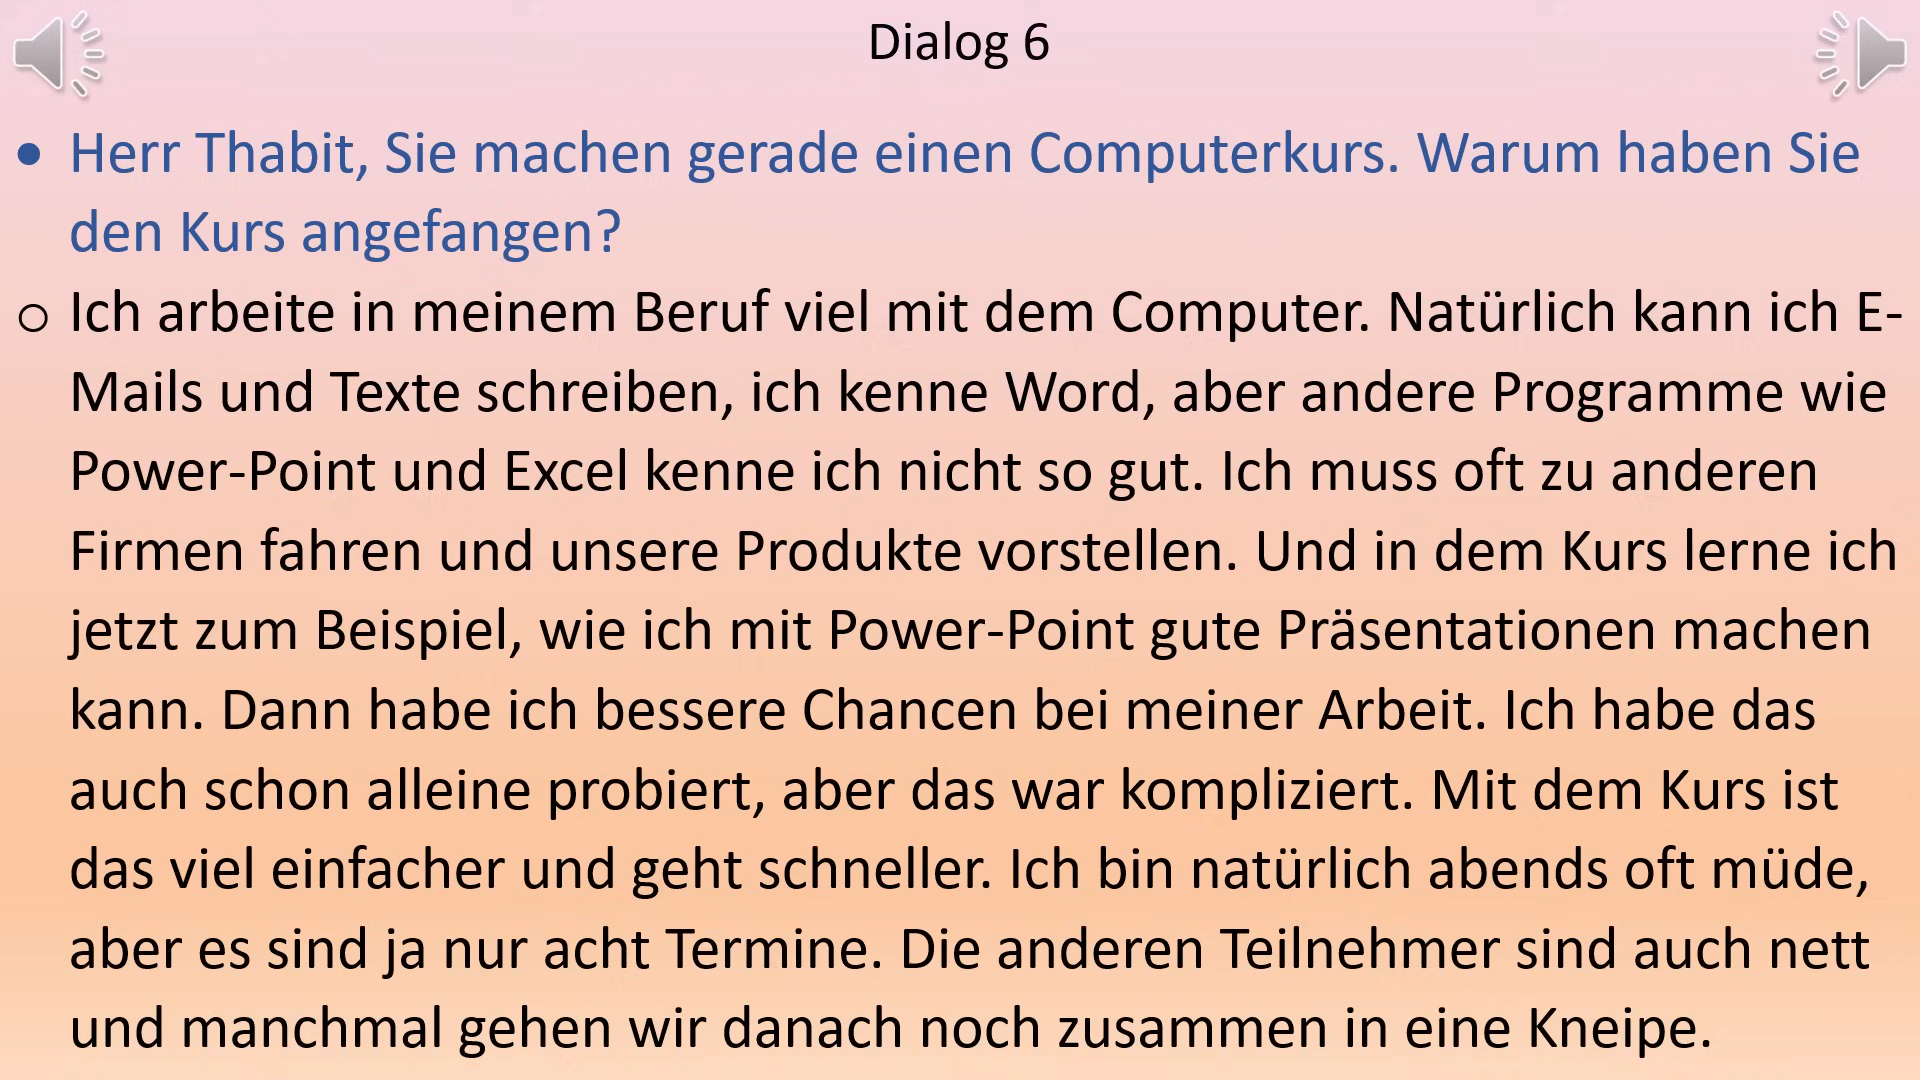 Dialog 6
• Herr Thabit, Sie machen gerade einen Computerkurs. Warum haben Sie
den Kurs angefangen?
o Ich arbeite in meinem Beruf viel mit dem Computer. Natürlich kann ich E-
Mails und Texte schreiben, ich kenne Word, aber andere Programme wie
Power-Point und Excel kenne ich nicht so gut. Ich muss oft zu anderen
Firmen fahren und unsere Produkte vorstellen. Und in dem Kurs lerne ich
jetzt zum Beispiel, wie ich mit Power-Point gute Präsentationen machen
kann. Dann habe ich bessere Chancen bei meiner Arbeit. Ich habe das
auch schon alleine probiert, aber das war kompliziert. Mit dem Kurs ist
das viel einfacher und geht schneller. Ich bin natürlich abends oft müde,
aber es sind ja nur acht Termine. Die anderen Teilnehmer sind auch nett
und manchmal gehen wir danach noch zusammen in eine Kneipe.